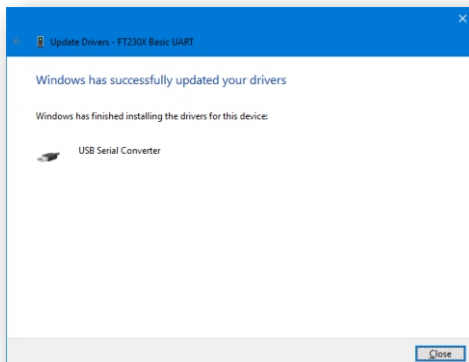 Update Drivers - FT230X Basic UART
Windows has successfully updated your drivers
Windows has finished installing the drivers for this device:
USB Serial Converter
Close